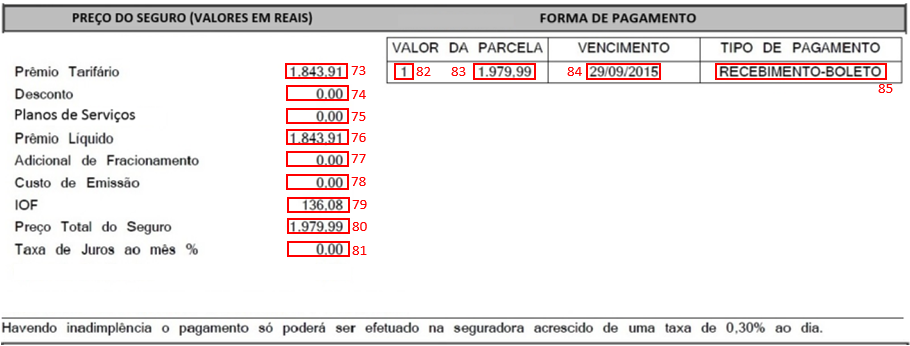 PREÇO DO SEGURO (VALORES EM REAIS)
FORMA DE PAGAMENTO
VALOR DA PARCELA VENCIMENTO TIPO DE PAGAMENTO
1 82 83 1.979,99 84 29/09/2015 RECEBIMENTO-BOLETO
85
Prêmio Tarifário 1.843,91 73
Desconto 0,00 74
Planos de Serviços 0,00 75
Prêmio Líquido 1.843,91 76
Adicional de Fracionamento 0,00 77
Custo de Emissão 0,00 78
IOF 136,08 79
Preço Total do Seguro 1.979,99 80
Taxa de Juros ao mês % 0,00 81
Havendo inadimplência o pagamento só poderá ser efetuado na seguradora acrescido de uma taxa de 0,30% ao dia.